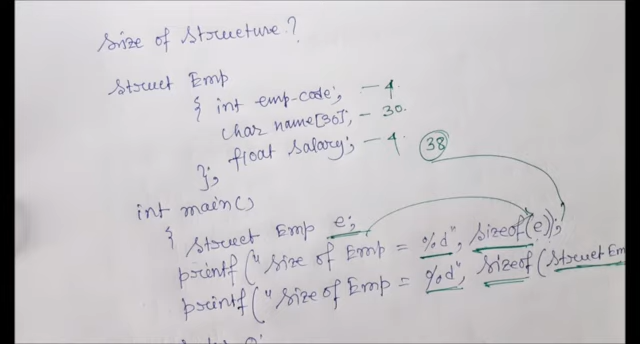 Size of Structure?
Struct Emp
{ int emp-code; – 4.
char name[30]; – 30.
float salary; – 4. 38
};
int main()
{ Struct Emp e;
printf("Size of Emp = %d", sizeof(e));
printf("Size of Emp = %d", sizeof(Struct Em